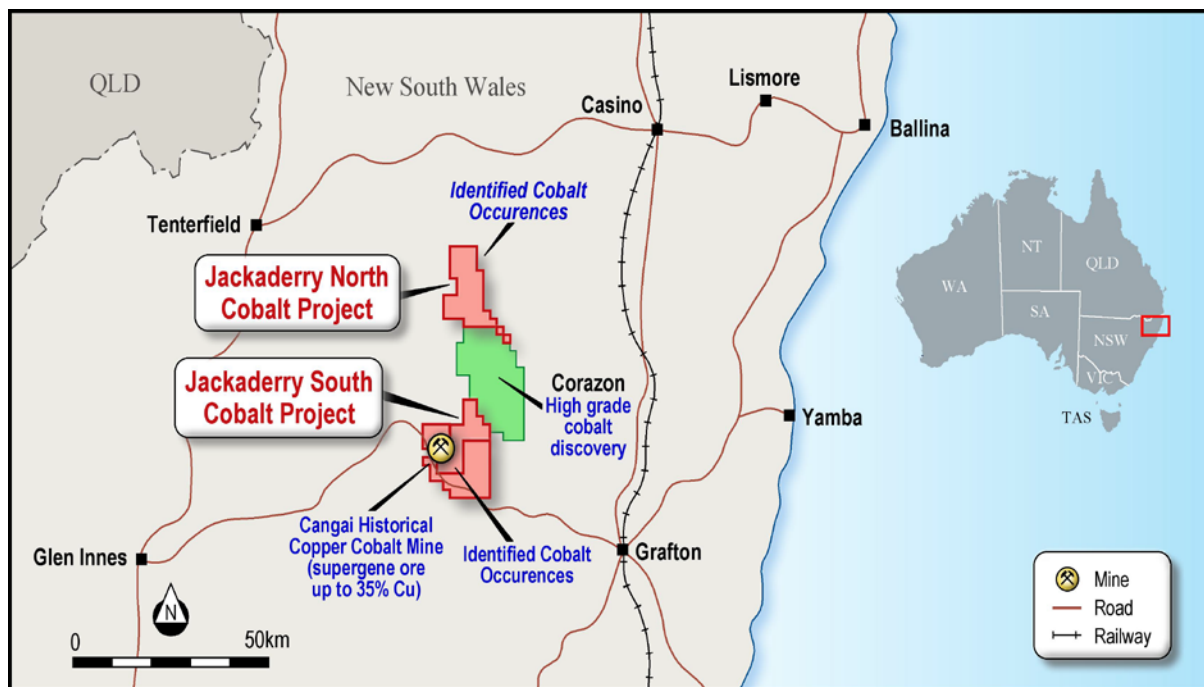 QLD
New South Wales
Lismore
Casino
Ballina
Identified Cobalt
Occurences
Tenterfield
Jackaderry North
Cobalt Project
Jackaderry South
Cobalt Project
Corazon
High grade
cobalt
discovery
Yamba
Cangai Historical
Copper Cobalt Mine
(supergene ore
up to 35% Cu)
Identified Cobalt
Occurences
Glen Innes
Grafton
N
0
50km
WA
NT
QLD
SA
NSW
VIC
TAS
Mine
Road
Railway